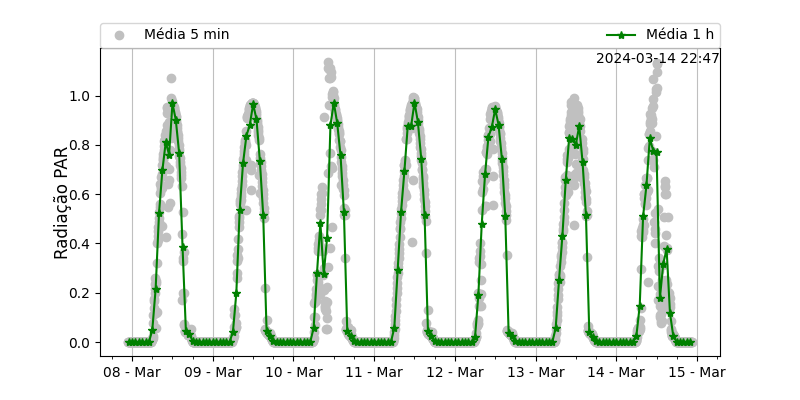 Média 5 min
Média 1 h
2024-03-14 22:47
Radiação PAR
1.0
0.8
0.6
0.4
0.2
0.0
08 - Mar
09 - Mar
10 - Mar
11 - Mar
12 - Mar
13 - Mar
14 - Mar
15 - Mar